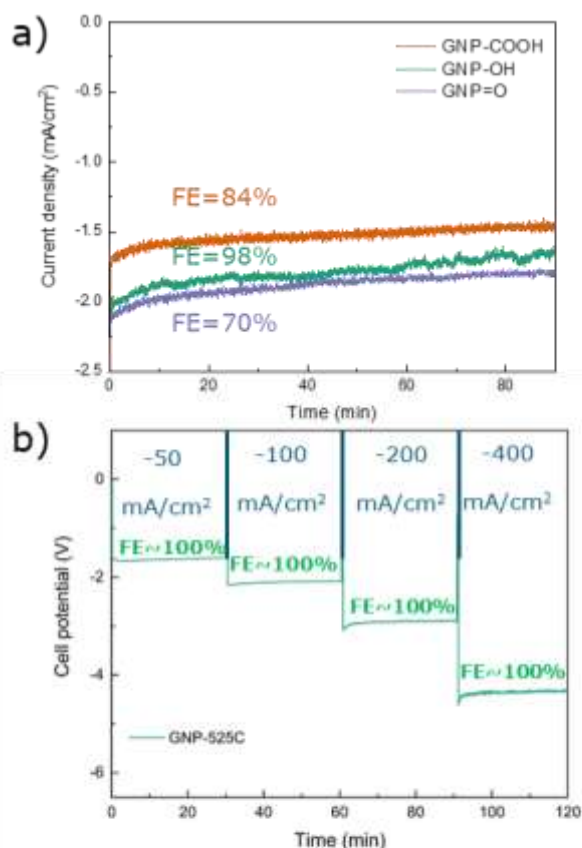 a)
0.0
-0.5
-1.0
-1.5
-2.0
-2.5
Current density (mA/cm²)
GNP-COOH
GNP-OH
GNP=O
FE=84%
FE=98%
FE=70%
0 20 40 60 80
Time (min)
b)
0
-2
-4
-6
Cell potential (V)
-50 -100 -200 -400
mA/cm² mA/cm² mA/cm² mA/cm²
FE~100%
FE~100%
FE~100%
FE~100%
GNP-525C
0 20 40 60 80 100 120
Time (min)